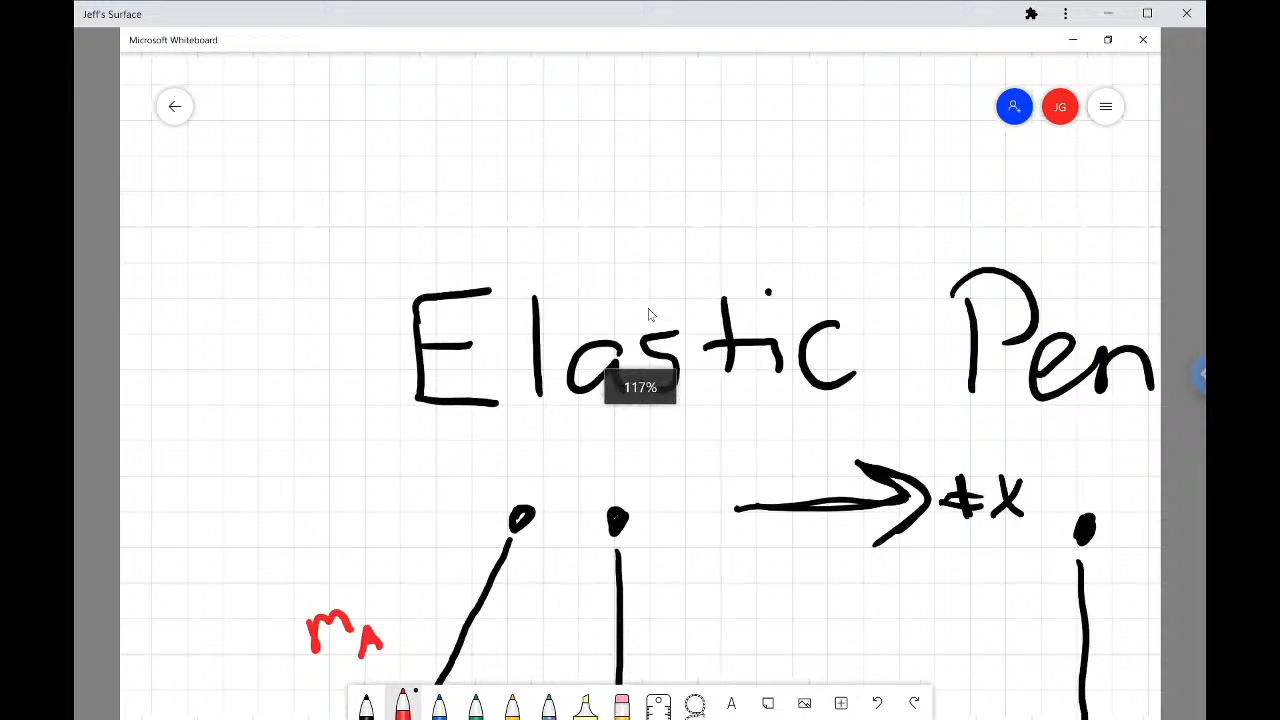 Jeff's Surface
Microsoft Whiteboard
JG
Elastic Pen
117%
+x
mA
A